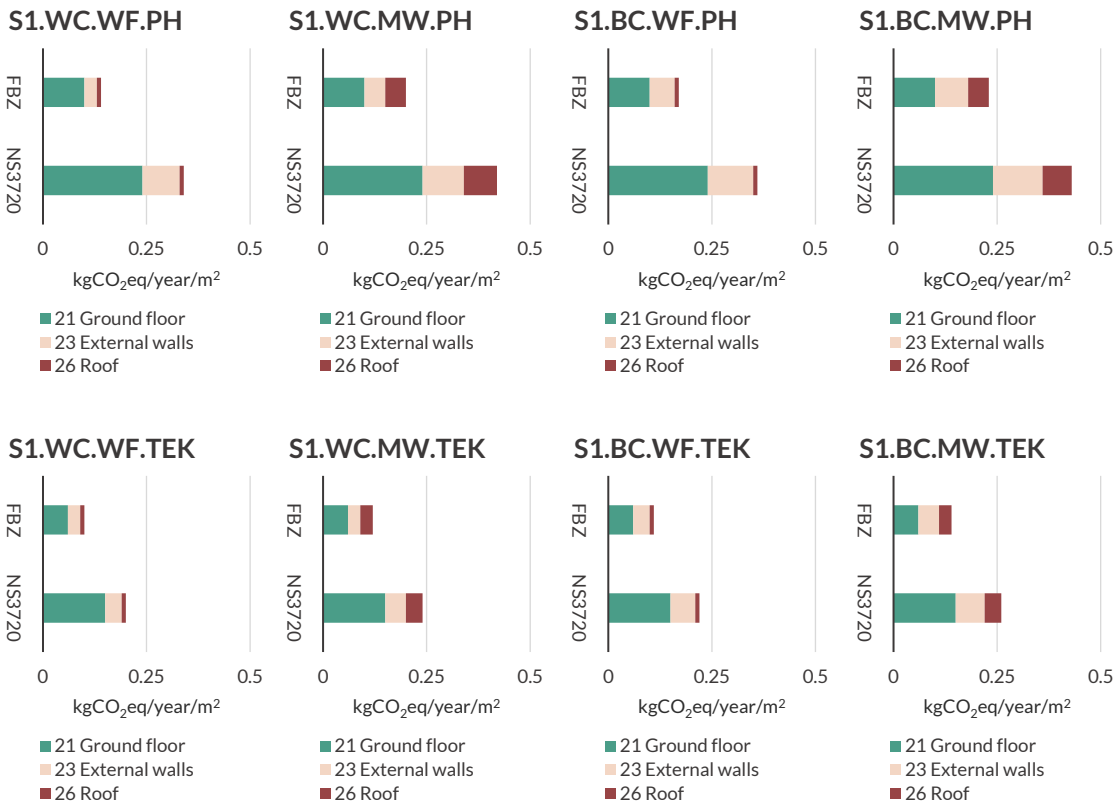 S1.WC.WF.PH
FBZ
NS3720
0 0.25 0.5
kgCO₂eq/year/m²
21 Ground floor
23 External walls
26 Roof
S1.WC.MW.PH
FBZ
NS3720
0 0.25 0.5
kgCO₂eq/year/m²
21 Ground floor
23 External walls
26 Roof
S1.BC.WF.PH
FBZ
NS3720
0 0.25 0.5
kgCO₂eq/year/m²
21 Ground floor
23 External walls
26 Roof
S1.BC.MW.PH
FBZ
NS3720
0 0.25 0.5
kgCO₂eq/year/m²
21 Ground floor
23 External walls
26 Roof
S1.WC.WF.TEK
FBZ
NS3720
0 0.25 0.5
kgCO₂eq/year/m²
21 Ground floor
23 External walls
26 Roof
S1.WC.MW.TEK
FBZ
NS3720
0 0.25 0.5
kgCO₂eq/year/m²
21 Ground floor
23 External walls
26 Roof
S1.BC.WF.TEK
FBZ
NS3720
0 0.25 0.5
kgCO₂eq/year/m²
21 Ground floor
23 External walls
26 Roof
S1.BC.MW.TEK
FBZ
NS3720
0 0.25 0.5
kgCO₂eq/year/m²
21 Ground floor
23 External walls
26 Roof